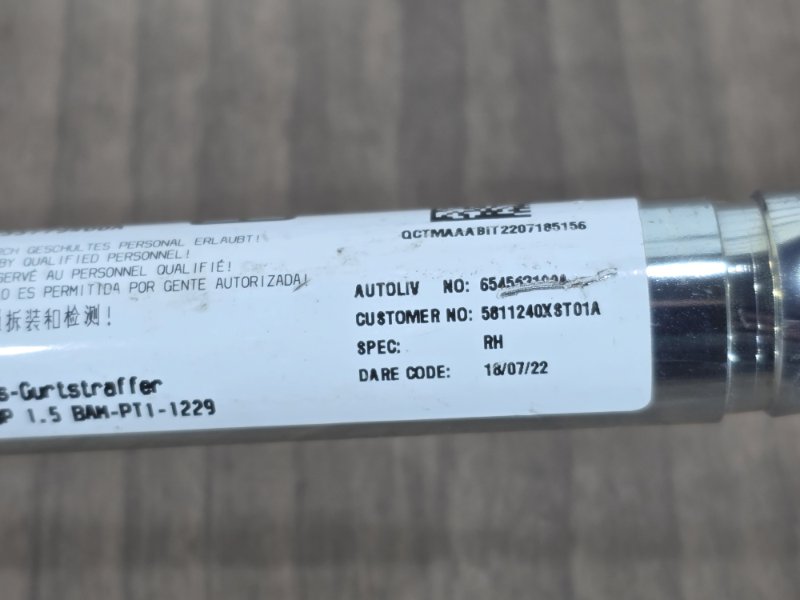 RCH GESCHULTES PERSONAL ERLAUBT!
BY QUALIFIED PERSONNEL!
SERVÉ AU PERSONNEL QUALIFIÉ!
O ES PERMITIDA POR GENTE AUTORIZADA!
拆装和检测!
s-Gurtstraffer
P 1.5 BAM-PT1-1229
QCTMAAABIT2207185156
AUTOLIV NO:
CUSTOMER NO: 5811240XST01A
SPEC: RH
DARE CODE: 18/07/22